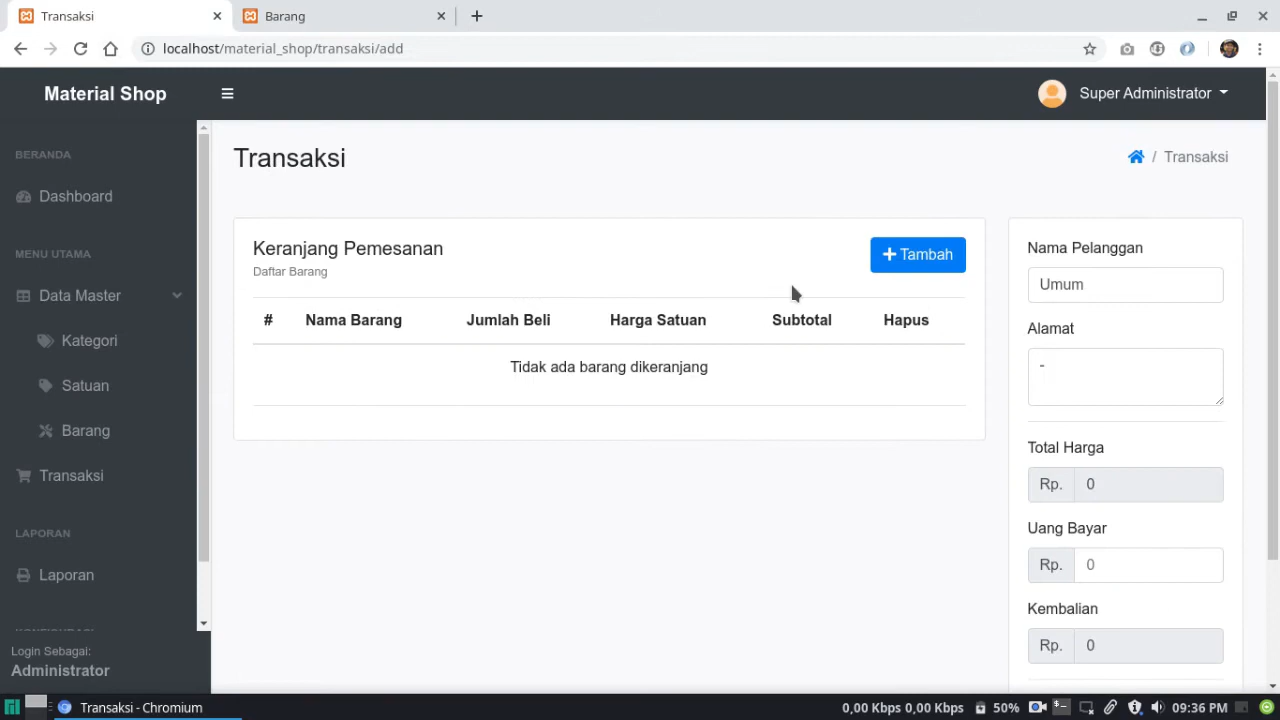 Transaksi
Barang
localhost/material_shop/transaksi/add
Material Shop
Super Administrator
BERANDA
Dashboard
MENU UTAMA
Data Master
Kategori
Satuan
Barang
Transaksi
LAPORAN
Laporan
Login Sebagai:
Administrator
Transaksi
/ Transaksi
Keranjang Pemesanan
Daftar Barang
Tambah
# Nama Barang Jumlah Beli Harga Satuan Subtotal Hapus
Tidak ada barang dikeranjang
Nama Pelanggan
Umum
Alamat
-
Total Harga
Rp. 0
Uang Bayar
Rp. 0
Kembalian
Rp. 0
Transaksi - Chromium
0,00 Kbps 0,00 Kbps 50% 09:36 PM